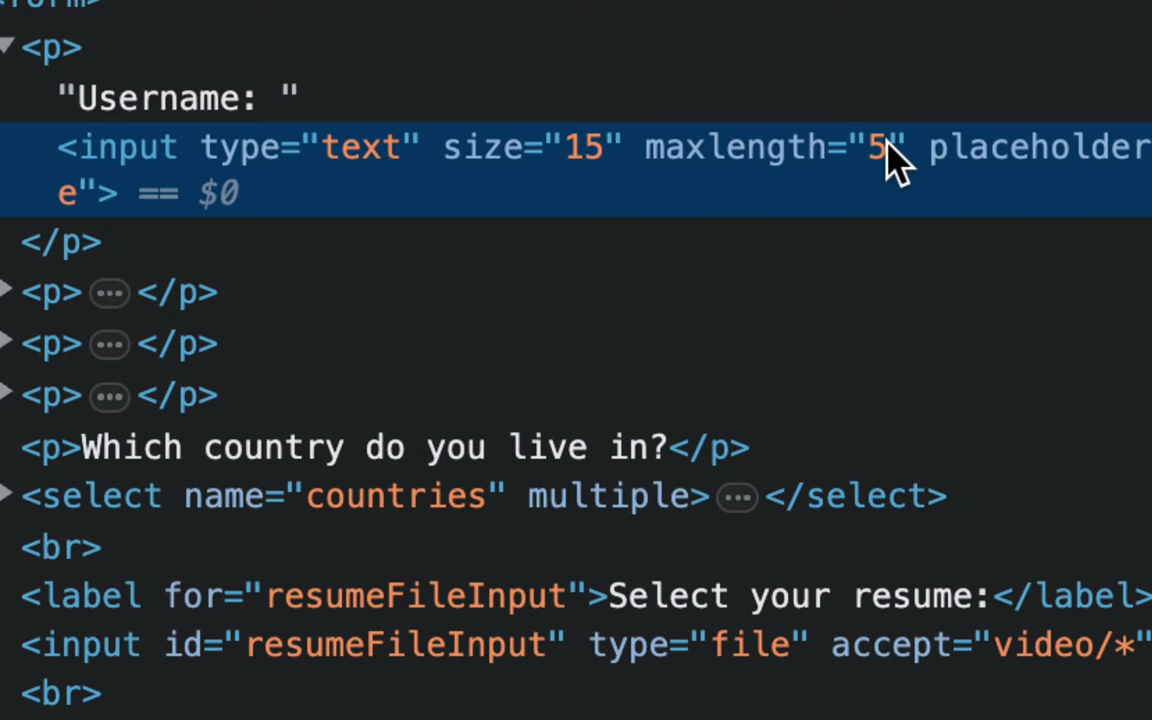 <form>
<p>
"Username: "
<input type="text" size="15" maxlength="5" placeholder
e"> == $0
</p>
<p>…</p>
<p>…</p>
<p>…</p>
<p>Which country do you live in?</p>
<select name="countries" multiple>…</select>
<br>
<label for="resumeFileInput">Select your resume:</label>
<input id="resumeFileInput" type="file" accept="video/*"
<br>